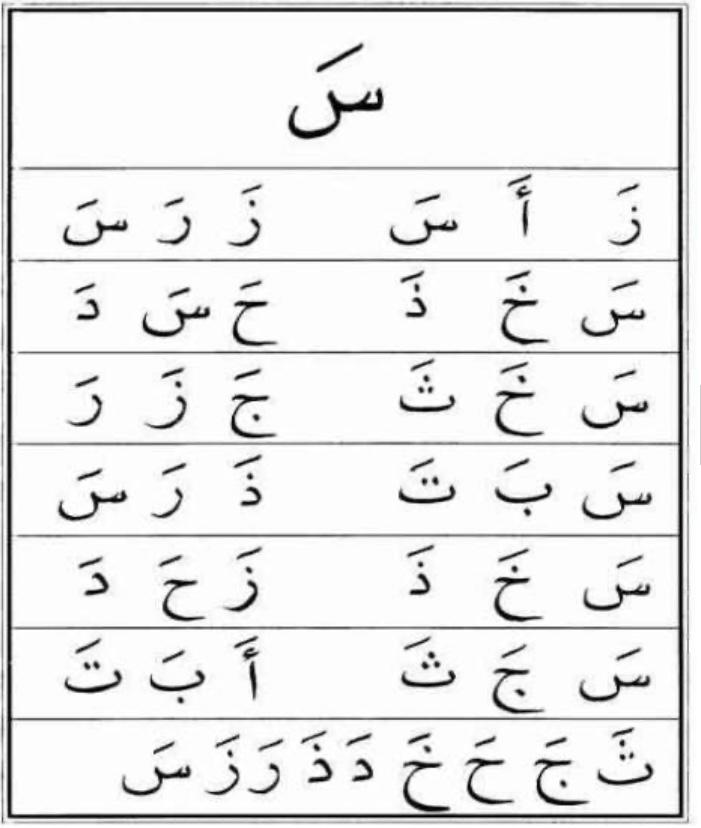 سَ
زَ أَ سَ زَ رَ سَ
سَ خَ ذَ حَ سَ دَ
سَ خَ ثَ جَ زَ رَ
سَ بَ تَ ذَ رَ سَ
سَ خَ ذَ زَ حَ دَ
سَ جَ ثَ أَ بَ تَ
ثَ جَ حَ خَ دَ ذَ رَ زَ سَ